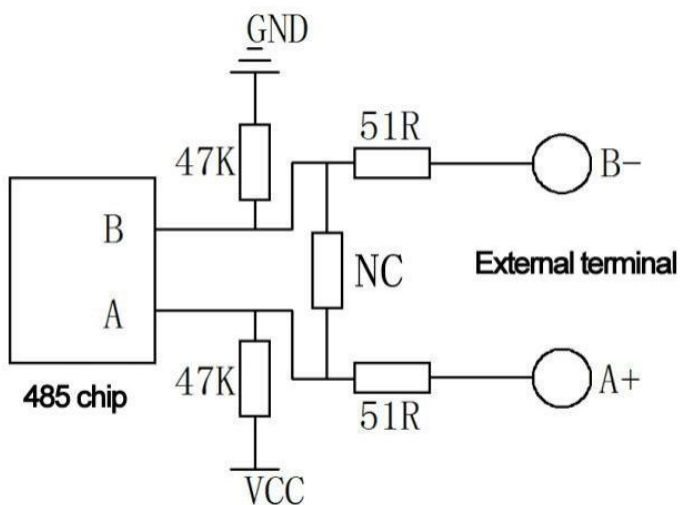 GND
51R
47K
B-
B
NC
External terminal
A
47K
A+
485 chip
51R
VCC